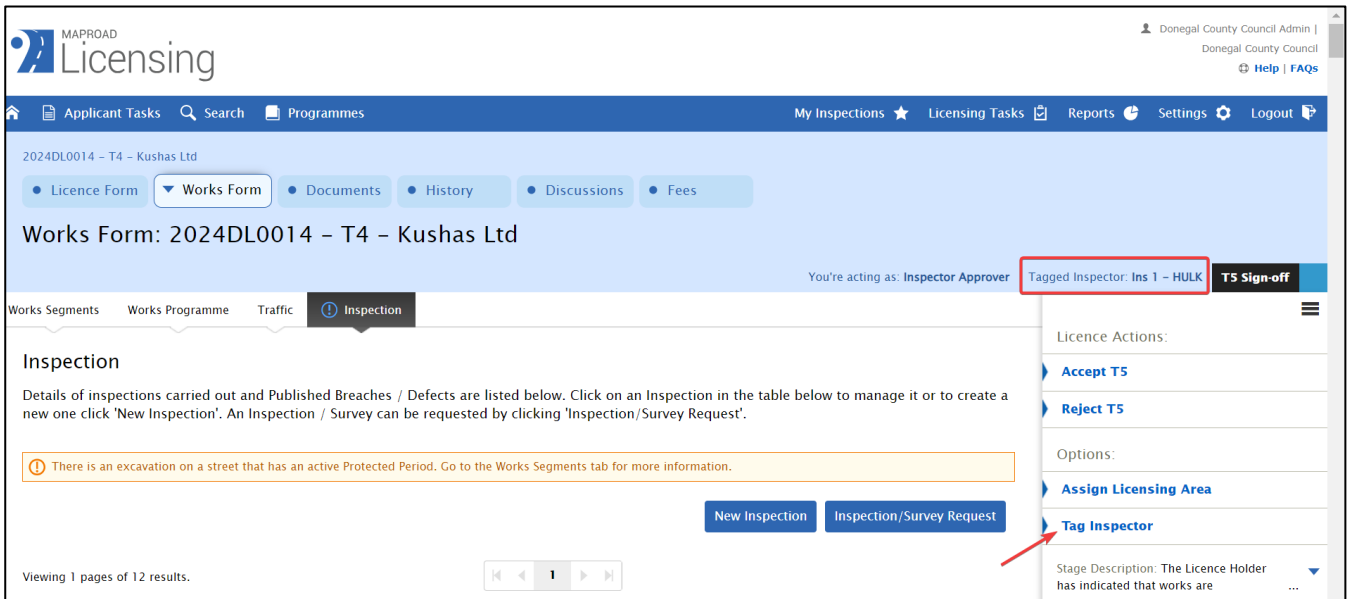 MAPROAD
Licensing
Donegal County Council Admin |
Donegal County Council
Help | FAQs
Applicant Tasks Search Programmes My Inspections Licensing Tasks Reports Settings Logout
2024DL0014 – T4 – Kushas Ltd
Licence Form Works Form Documents History Discussions Fees
Works Form: 2024DL0014 – T4 – Kushas Ltd
You're acting as: Inspector Approver Tagged Inspector: Ins 1 – HULK T5 Sign-off
Works Segments Works Programme Traffic Inspection
Inspection
Details of inspections carried out and Published Breaches / Defects are listed below. Click on an Inspection in the table below to manage it or to create a
new one click 'New Inspection'. An Inspection / Survey can be requested by clicking 'Inspection/Survey Request'.
There is an excavation on a street that has an active Protected Period. Go to the Works Segments tab for more information.
New Inspection Inspection/Survey Request
Viewing 1 pages of 12 results.
1
Licence Actions:
Accept T5
Reject T5
Options:
Assign Licensing Area
Tag Inspector
Stage Description: The Licence Holder
has indicated that works are ...